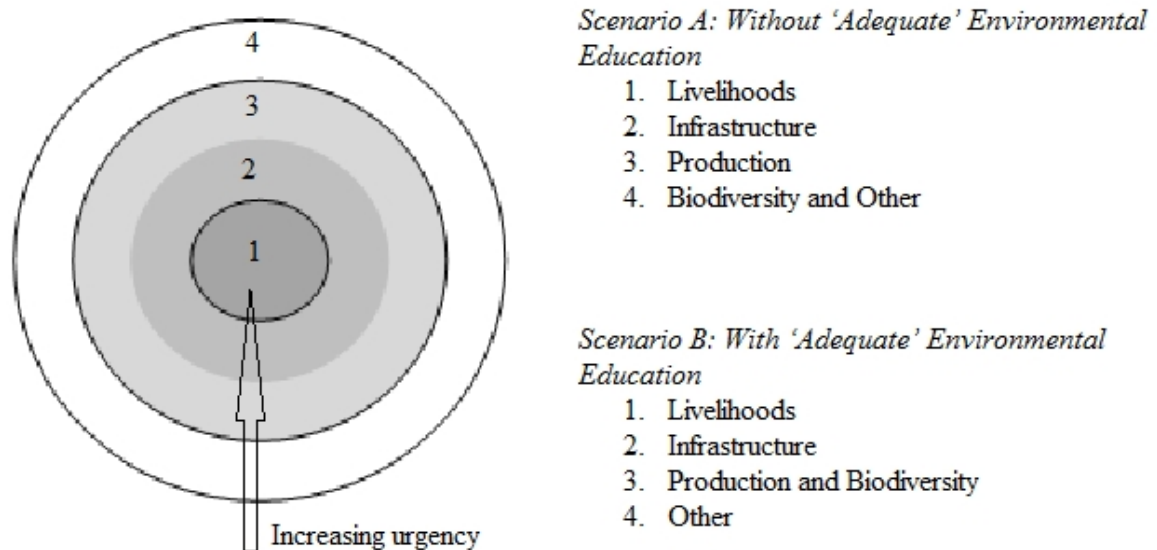 4
3
2
1
Increasing urgency
Scenario A: Without ‘Adequate’ Environmental
Education
1. Livelihoods
2. Infrastructure
3. Production
4. Biodiversity and Other
Scenario B: With ‘Adequate’ Environmental
Education
1. Livelihoods
2. Infrastructure
3. Production and Biodiversity
4. Other